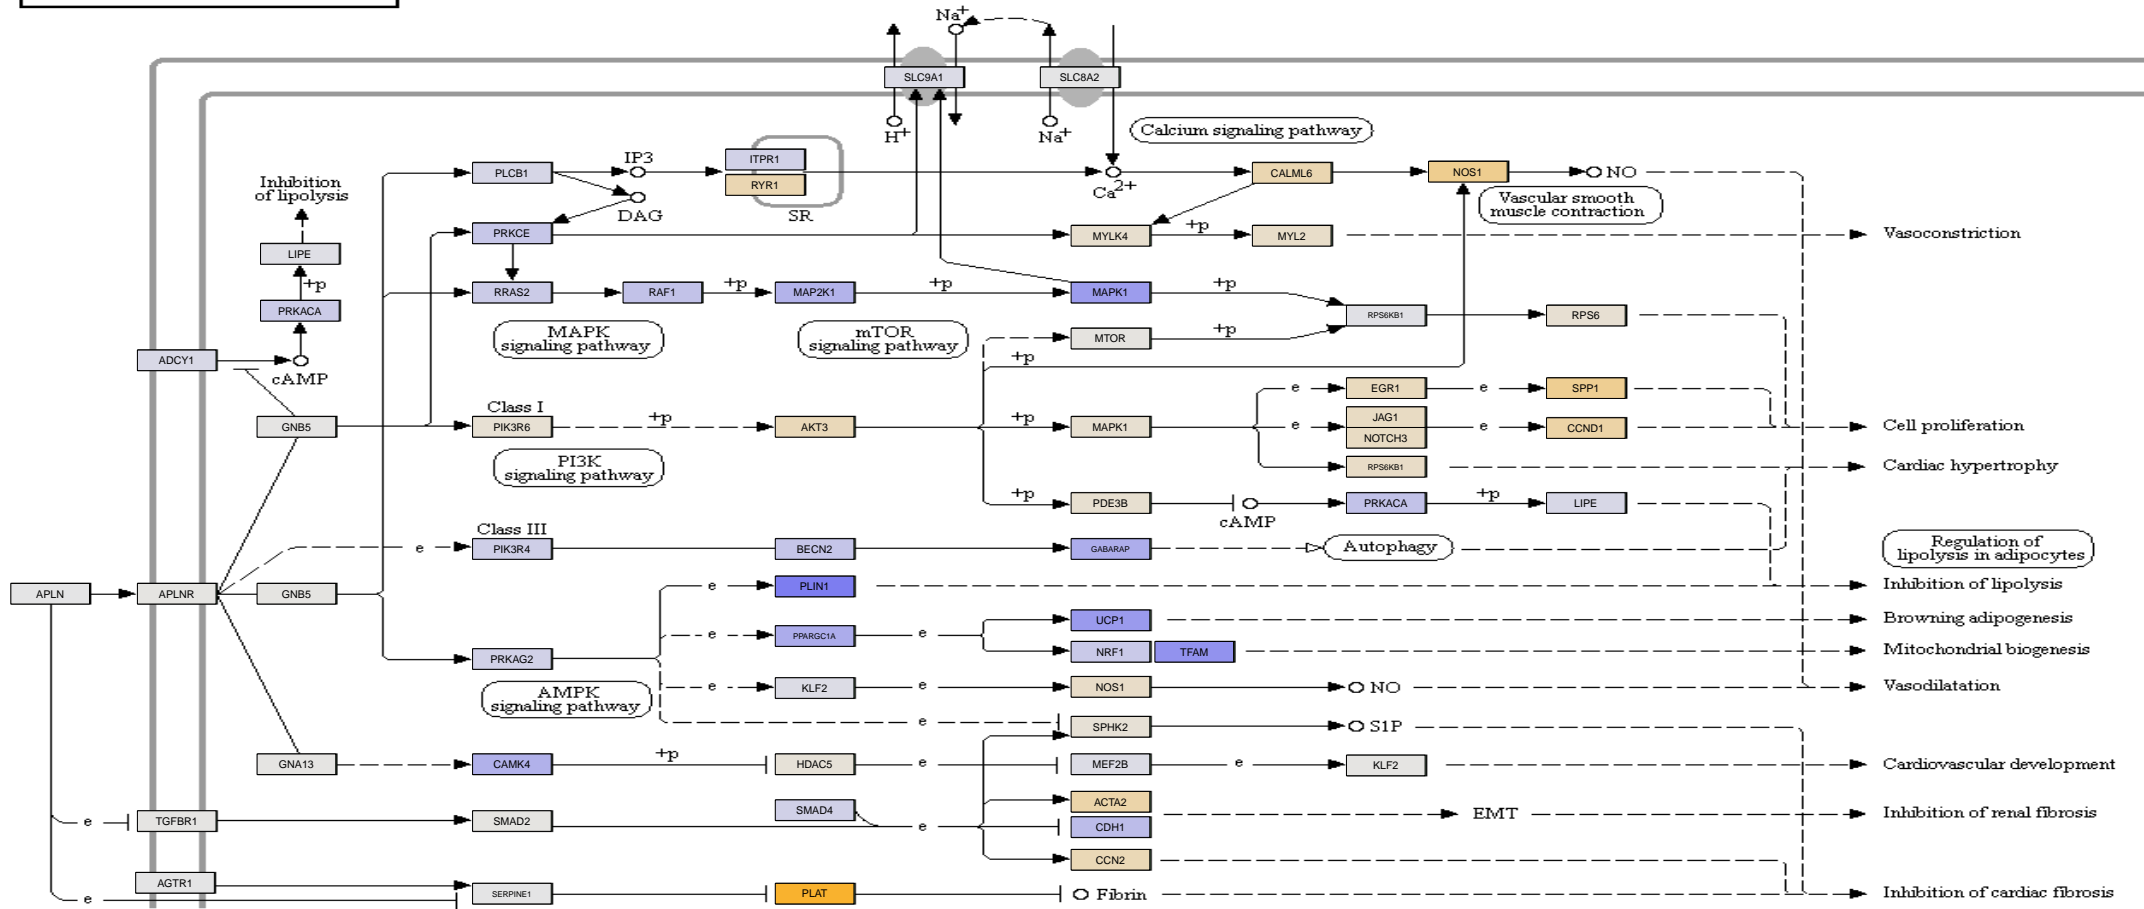 Na+
SLC9A1
SLC8A2
H+
Na+
Calcium signaling pathway
Inhibition
of lipolysis
PLCB1
IP3
ITPR1
RYR1
SR
DAG
Ca2+
CALML6
NOS1
NO
Vascular smooth
muscle contraction
LIPE
PRKCE
MYLK4
+p
MYL2
Vasoconstriction
+p
PRKACA
RRAS2
RAF1
+p
MAP2K1
+p
MAPK1
+p
RPS6KB1
RPS6
MAPK
signaling pathway
mTOR
signaling pathway
MTOR
+p
+p
ADCY1
cAMP
Class I
GNB5
PIK3R6
+p
AKT3
+p
MAPK1
e
EGR1
e
SPP1
e
JAG1
NOTCH3
e
CCND1
Cell proliferation
PI3K
signaling pathway
RPS6KB1
Cardiac hypertrophy
+p
PDE3B
cAMP
PRKACA
+p
LIPE
Class III
e
PIK3R4
BECN2
GABARAP
Autophagy
Regulation of
lipolysis in adipocytes
APLN
APLNR
GNB5
e
PLIN1
Inhibition of lipolysis
UCP1
Browning adipogenesis
e
PPARGC1A
e
PRKAG2
NRF1
TFAM
Mitochondrial biogenesis
AMPK
signaling pathway
e
KLF2
e
NOS1
NO
Vasodilatation
e
SPHK2
S1P
GNA13
CAMK4
+p
HDAC5
e
MEF2B
e
KLF2
Cardiovascular development
e
TGFBR1
SMAD2
SMAD4
e
ACTA2
CDH1
EMT
Inhibition of renal fibrosis
CCN2
AGTR1
e
SERPINE1
PLAT
Fibrin
Inhibition of cardiac fibrosis